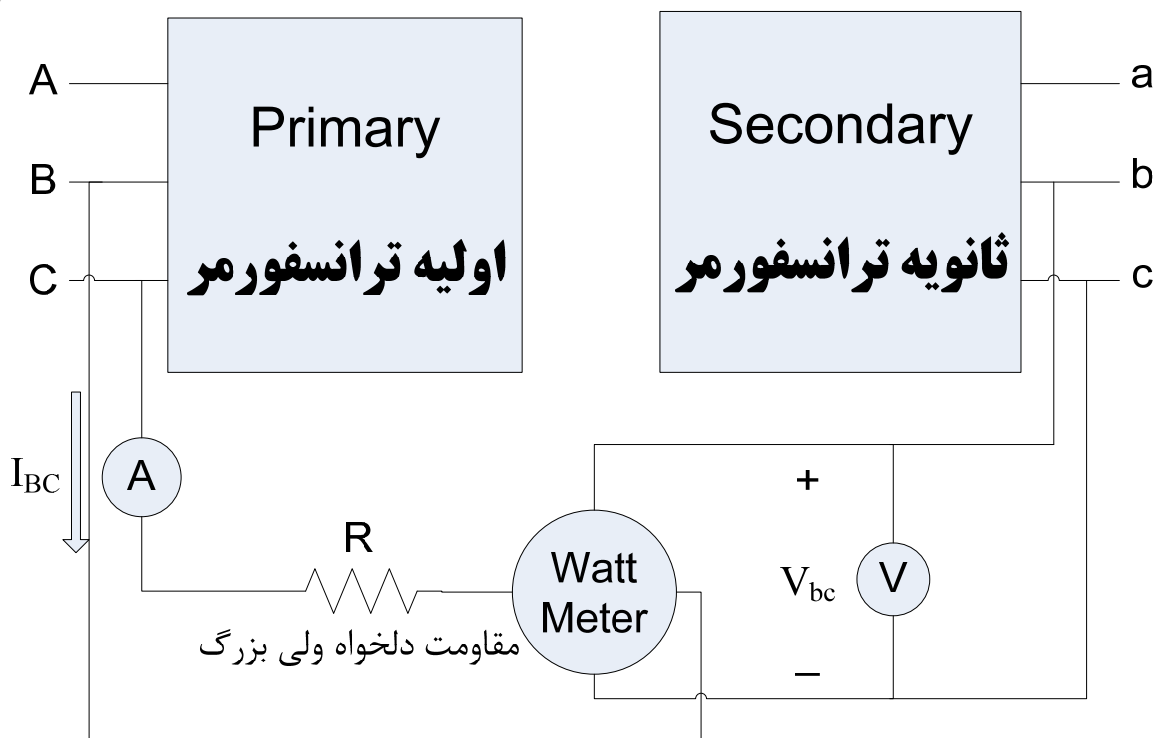 Primary
اولیه ترانسفورمر
Secondary
ثانویه ترانسفورمر
A
B
C
a
b
c
I_BC
A
R
مقاومت دلخواه ولی بزرگ
Watt
Meter
+
V_bc
V
–